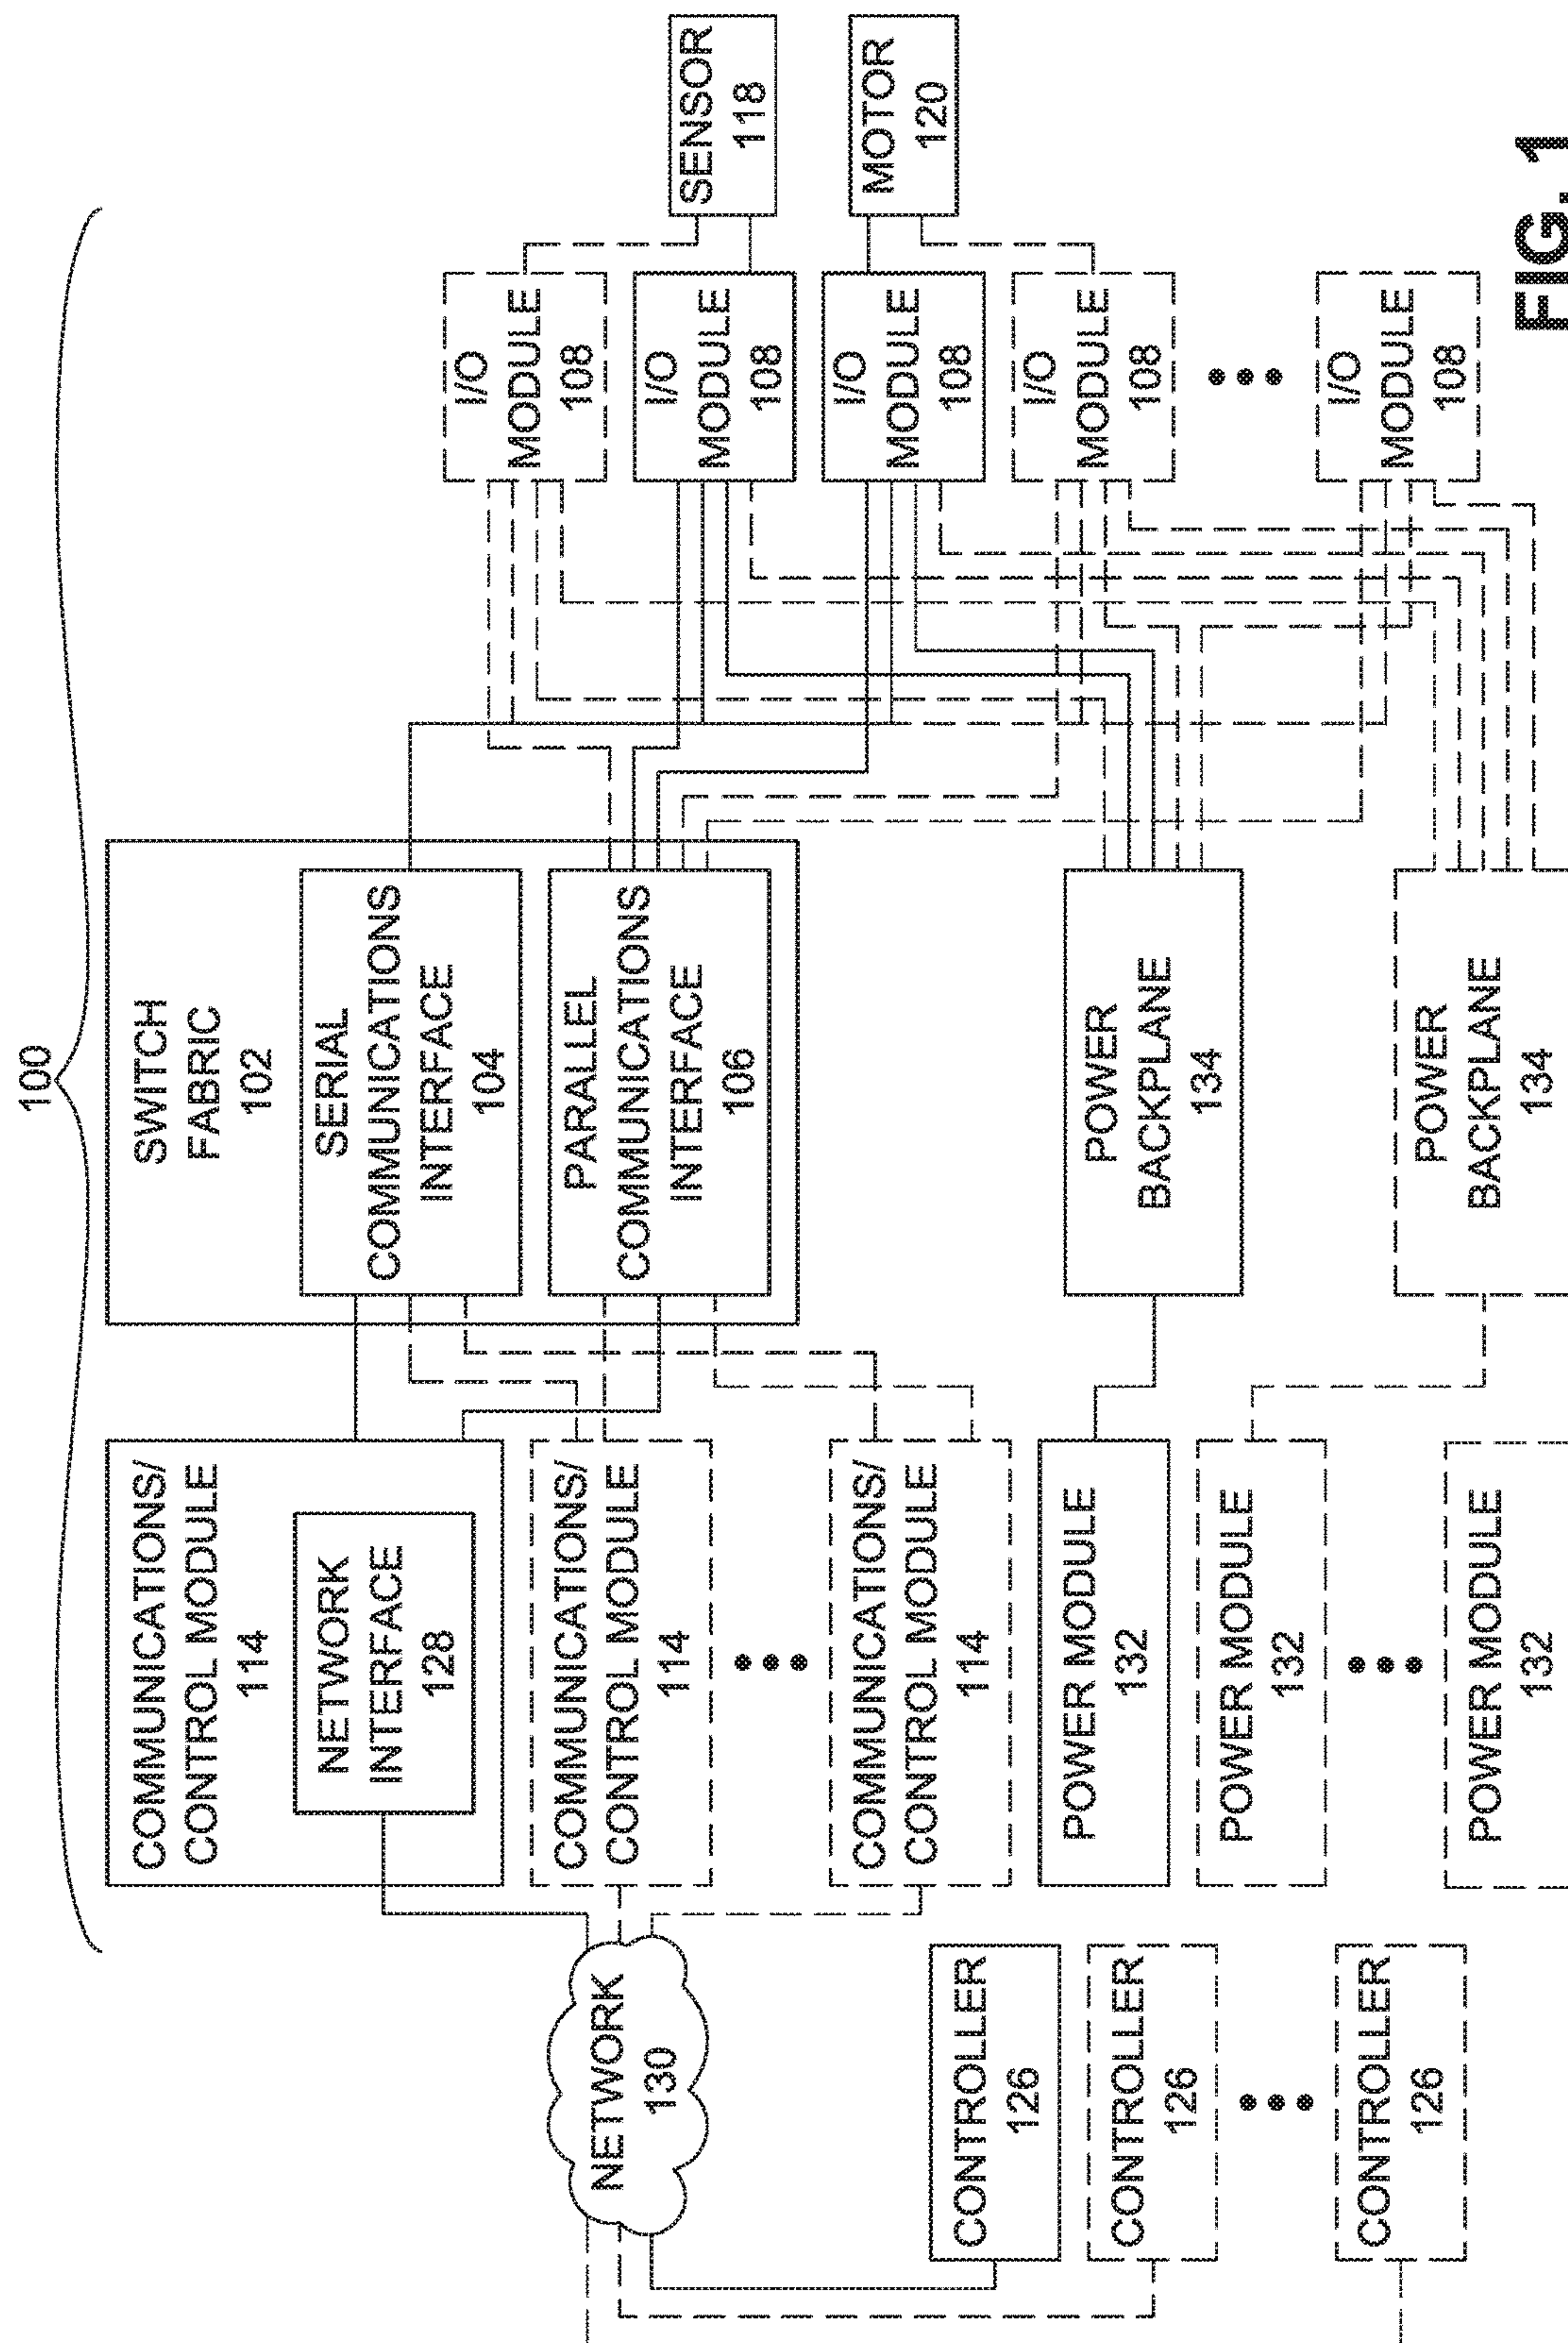 100
COMMUNICATIONS/
CONTROL MODULE
114
NETWORK
INTERFACE
128
COMMUNICATIONS/
CONTROL MODULE
114
COMMUNICATIONS/
CONTROL MODULE
114
POWER MODULE
132
POWER MODULE
132
POWER MODULE
132
NETWORK
130
CONTROLLER
126
CONTROLLER
126
CONTROLLER
126
SWITCH
FABRIC
102
SERIAL
COMMUNICATIONS
INTERFACE
104
PARALLEL
COMMUNICATIONS
INTERFACE
106
POWER
BACKPLANE
134
POWER
BACKPLANE
134
I/O
MODULE
108
I/O
MODULE
108
I/O
MODULE
108
I/O
MODULE
108
I/O
MODULE
108
SENSOR
118
MOTOR
120
FIG. 1